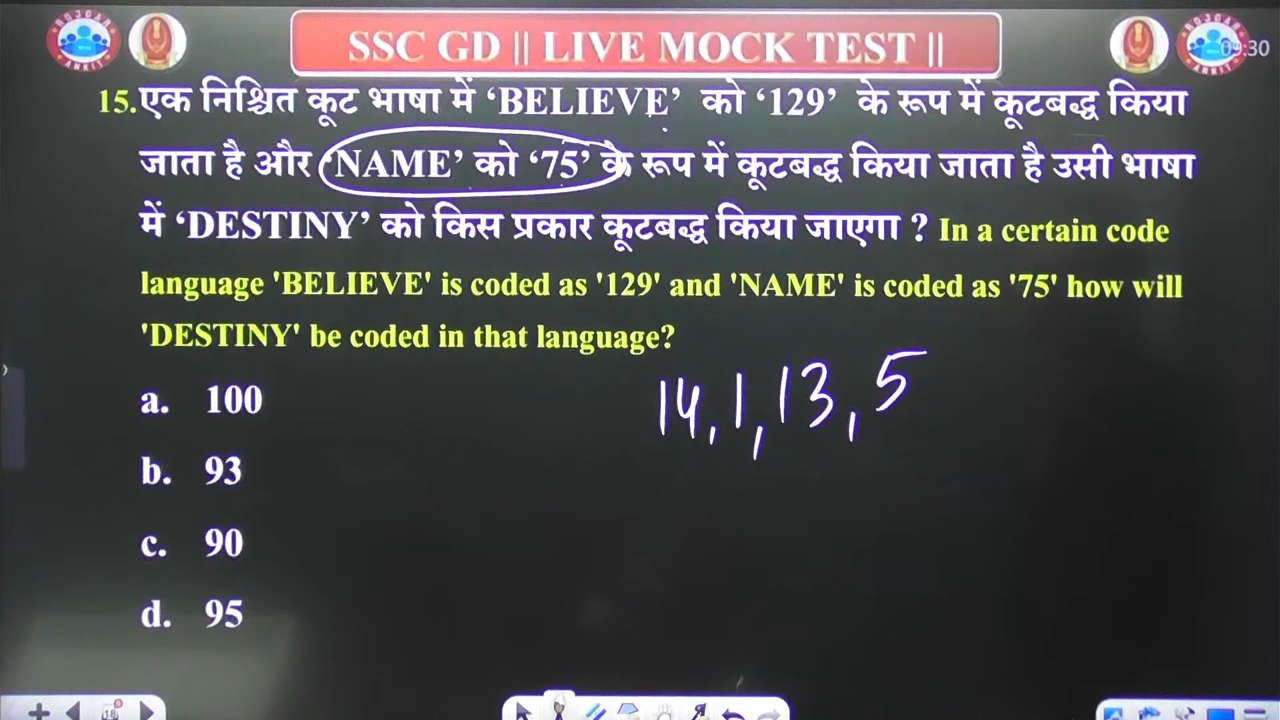 SSC GD || LIVE MOCK TEST ||
09:30
15. एक निश्चित कूट भाषा में ‘BELIEVE’ को ‘129’ के रूप में कूटबद्ध किया
जाता है और ‘NAME’ को ‘75’ के रूप में कूटबद्ध किया जाता है उसी भाषा
में ‘DESTINY’ को किस प्रकार कूटबद्ध किया जाएगा ? In a certain code
language 'BELIEVE' is coded as '129' and 'NAME' is coded as '75' how will
'DESTINY' be coded in that language?
14, 1, 13, 5
a. 100
b. 93
c. 90
d. 95